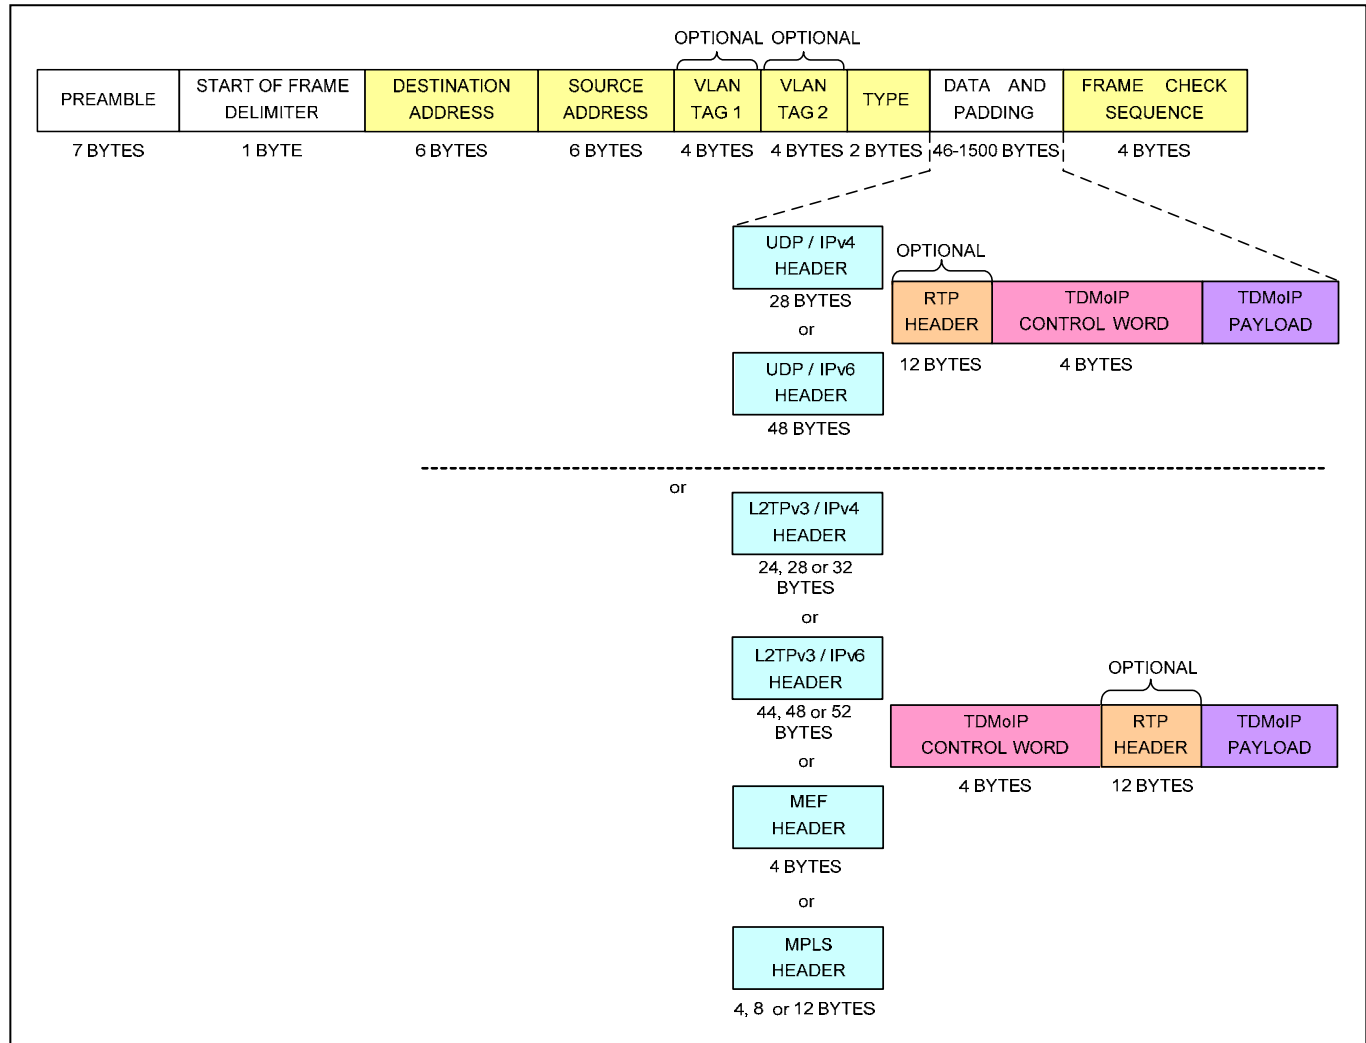 OPTIONAL OPTIONAL
PREAMBLE
START OF FRAME
DELIMITER
DESTINATION
ADDRESS
SOURCE
ADDRESS
VLAN
TAG 1
VLAN
TAG 2
TYPE
DATA AND
PADDING
FRAME CHECK
SEQUENCE
7 BYTES
1 BYTE
6 BYTES
6 BYTES
4 BYTES
4 BYTES
2 BYTES
46-1500 BYTES
4 BYTES
UDP / IPv4
HEADER
28 BYTES
or
UDP / IPv6
HEADER
48 BYTES
OPTIONAL
RTP
HEADER
TDMoIP
CONTROL WORD
TDMoIP
PAYLOAD
12 BYTES
4 BYTES
or
L2TPv3 / IPv4
HEADER
24, 28 or 32
BYTES
or
L2TPv3 / IPv6
HEADER
44, 48 or 52
BYTES
or
MEF
HEADER
4 BYTES
or
MPLS
HEADER
4, 8 or 12 BYTES
OPTIONAL
TDMoIP
CONTROL WORD
RTP
HEADER
TDMoIP
PAYLOAD
4 BYTES
12 BYTES